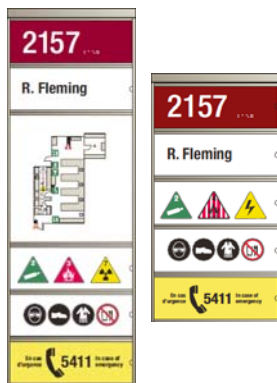 2157
R. Fleming
En cas
d'urgence
5411
In case of
emergency
2157
R. Fleming
2
En cas
d'urgence
5411
In case of
emergency